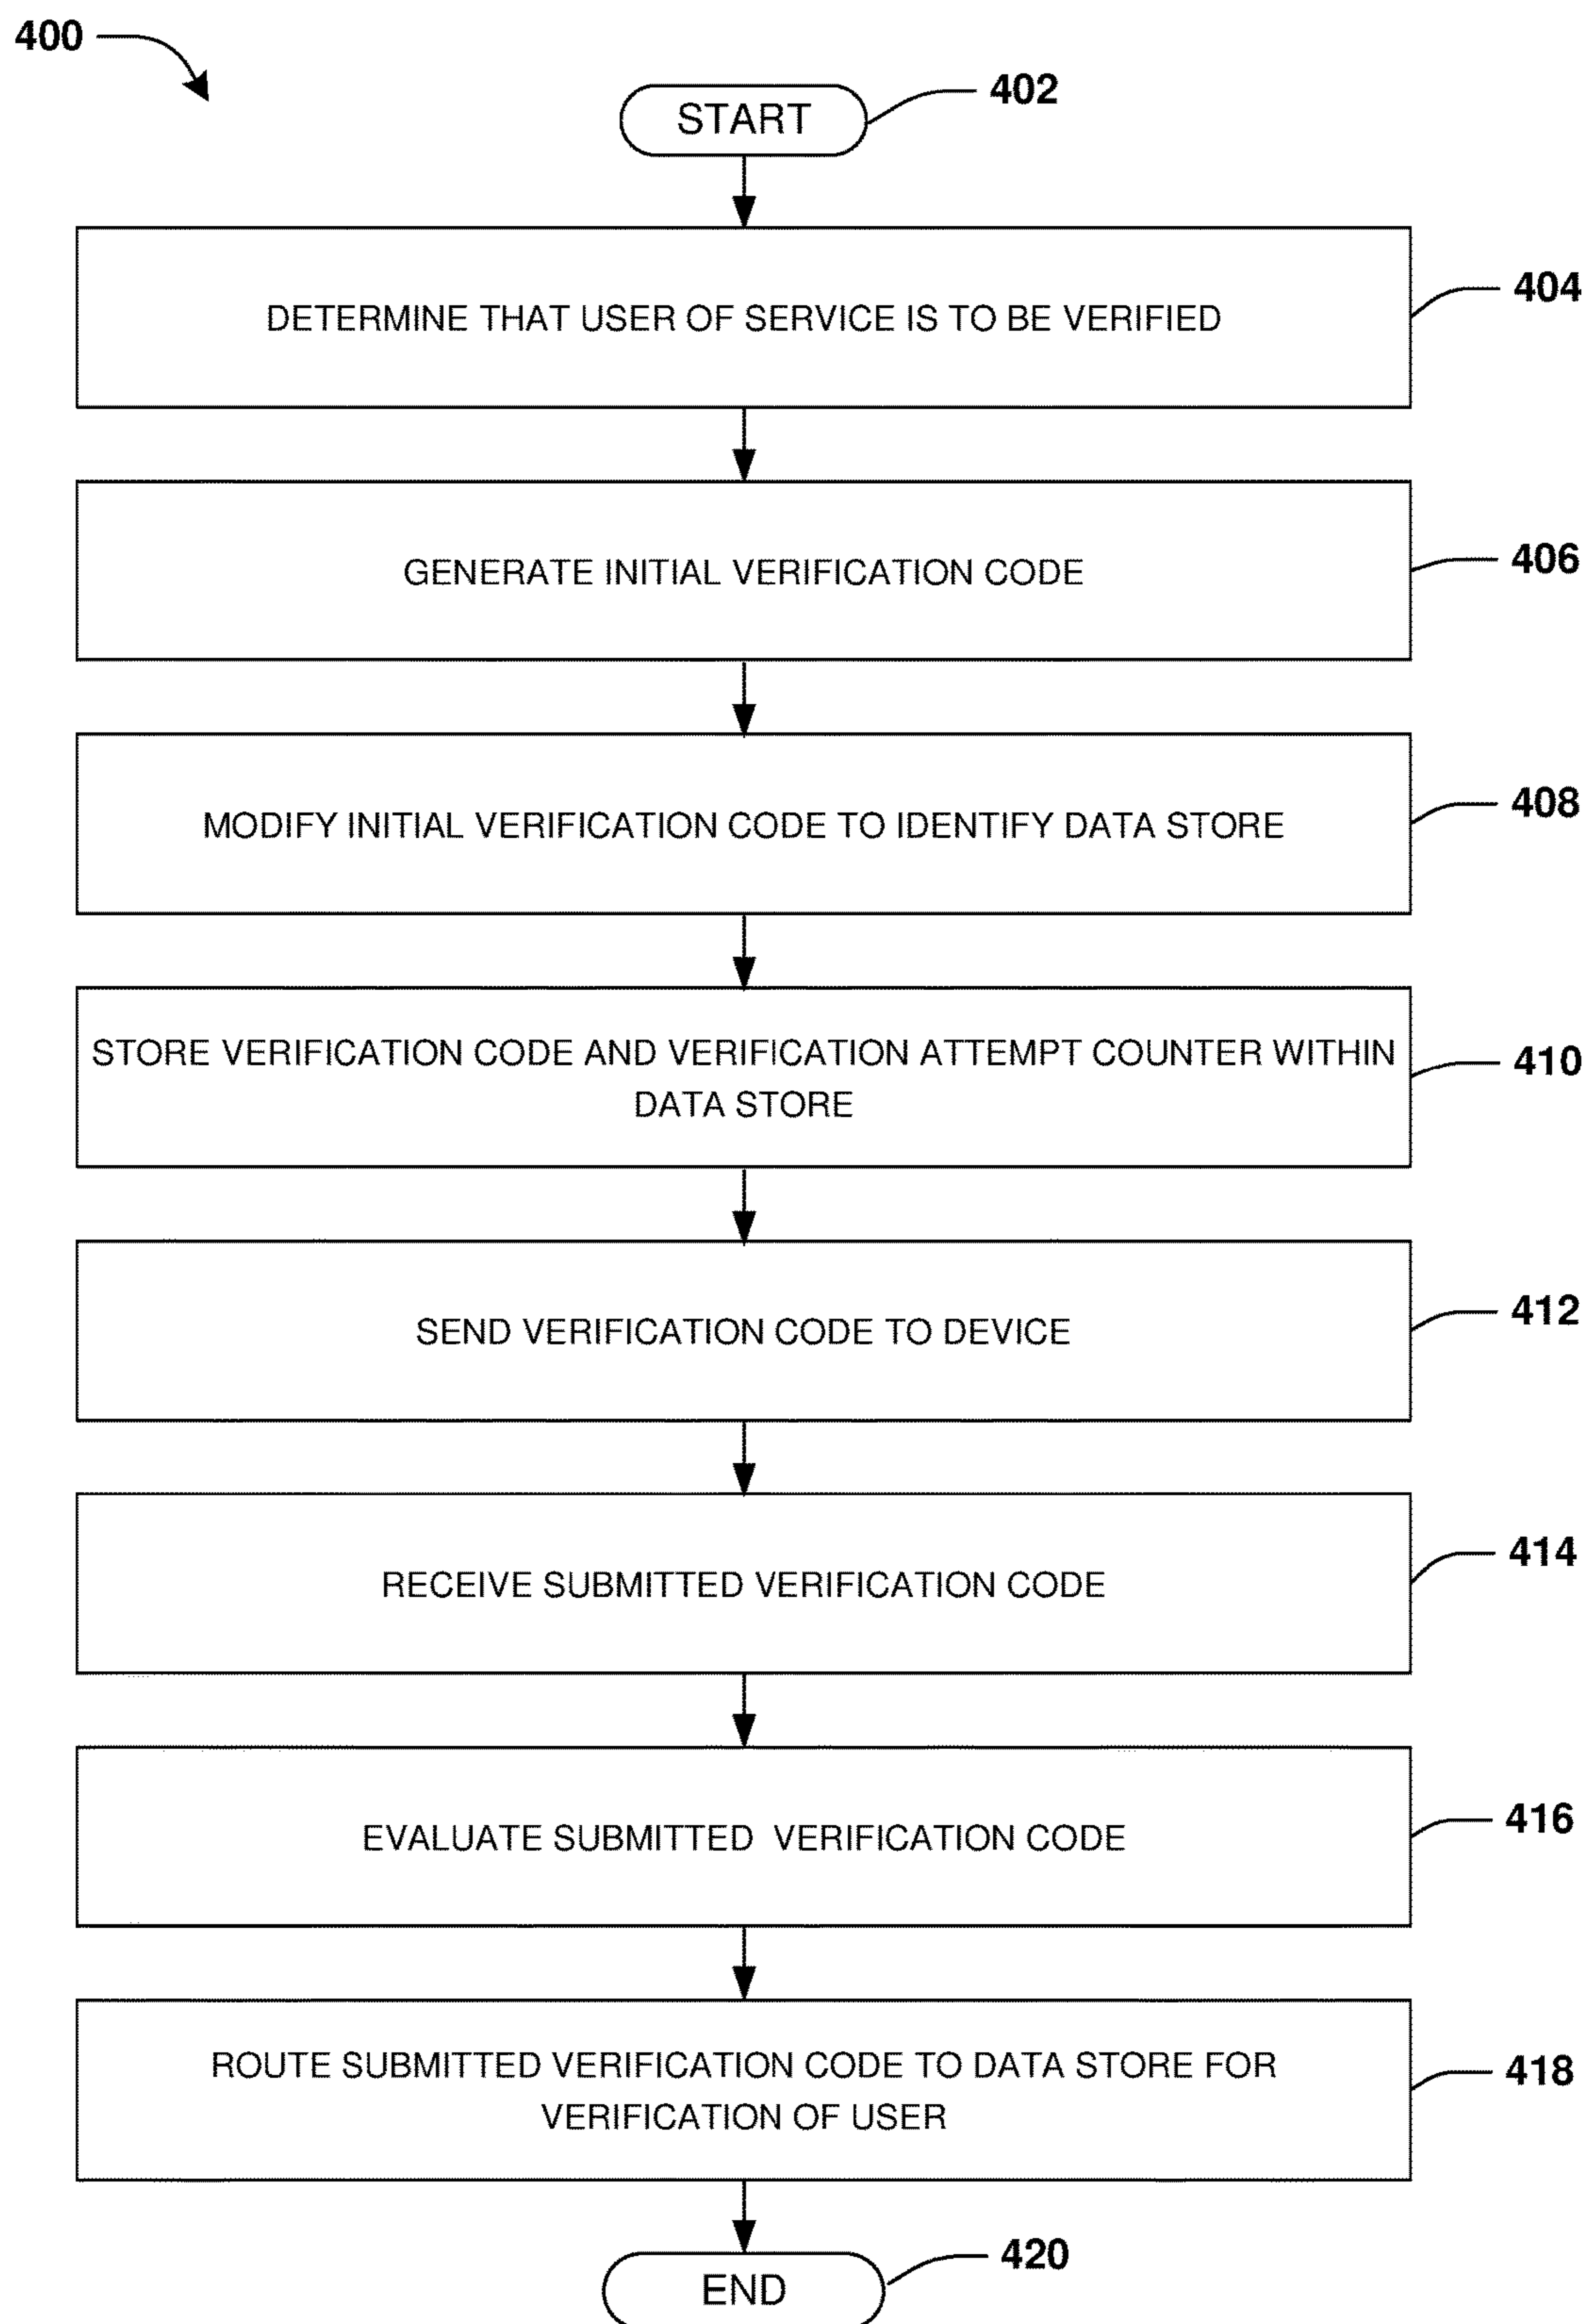 400
START
402
DETERMINE THAT USER OF SERVICE IS TO BE VERIFIED
404
GENERATE INITIAL VERIFICATION CODE
406
MODIFY INITIAL VERIFICATION CODE TO IDENTIFY DATA STORE
408
STORE VERIFICATION CODE AND VERIFICATION ATTEMPT COUNTER WITHIN
DATA STORE
410
SEND VERIFICATION CODE TO DEVICE
412
RECEIVE SUBMITTED VERIFICATION CODE
414
EVALUATE SUBMITTED VERIFICATION CODE
416
ROUTE SUBMITTED VERIFICATION CODE TO DATA STORE FOR
VERIFICATION OF USER
418
END
420